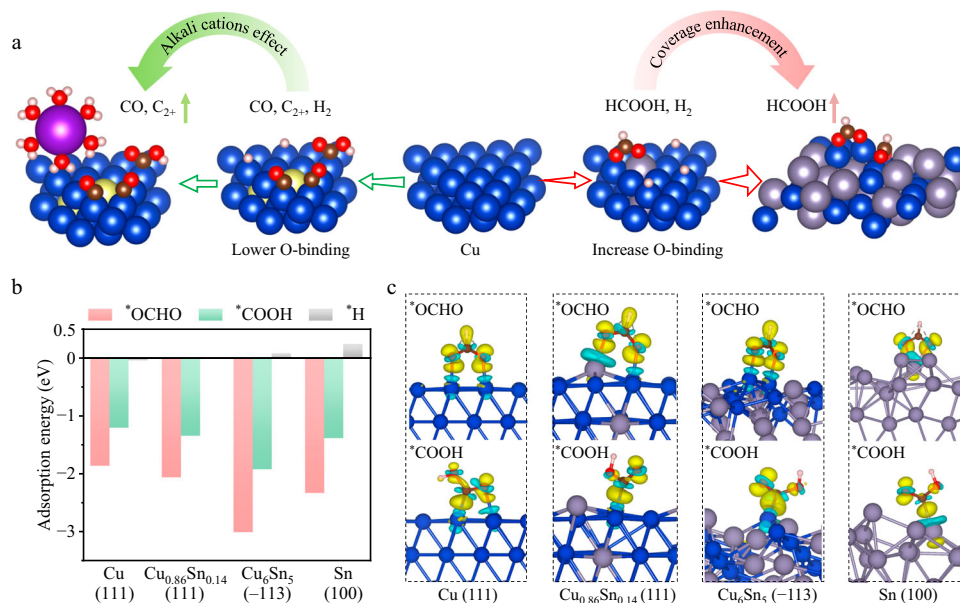 a
Alkali cations effect
Coverage enhancement
CO, C₂₊
CO, C₂₊, H₂
HCOOH, H₂
HCOOH
Lower O-binding
Cu
Increase O-binding
b
*OCHO
*COOH
*H
Adsorption energy (eV)
0.5
0
−1
−2
−3
Cu
(111)
Cu₀.₈₆Sn₀.₁₄
(111)
Cu₆Sn₅
(−113)
Sn
(100)
c
*OCHO
*OCHO
*OCHO
*OCHO
*COOH
*COOH
*COOH
*COOH
Cu (111)
Cu₀.₈₆Sn₀.₁₄ (111)
Cu₆Sn₅ (−113)
Sn (100)